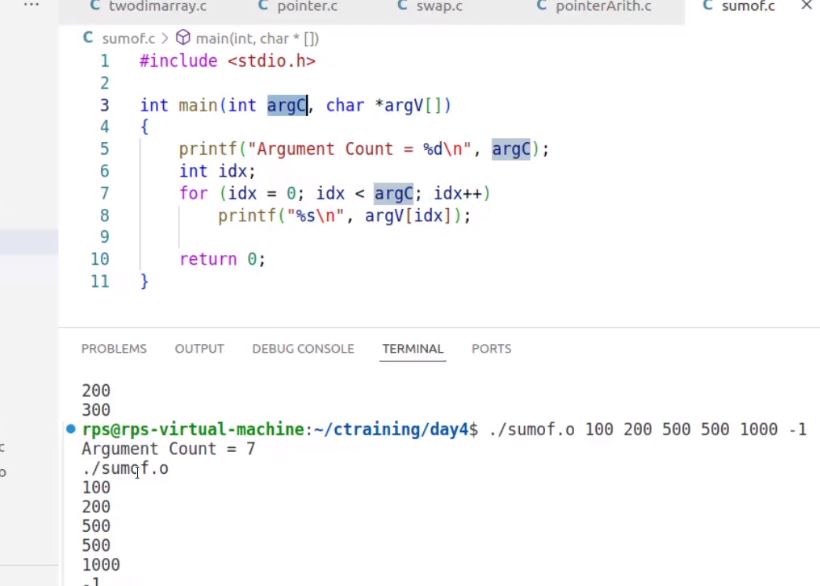 ... C twodimarray.c C pointer.c C swap.c C pointerArith.c C sumof.c ×
C sumof.c > main(int, char * [])
1 #include <stdio.h>
2
3 int main(int argC, char *argV[])
4 {
5 printf("Argument Count = %d\n", argC);
6 int idx;
7 for (idx = 0; idx < argC; idx++)
8 printf("%s\n", argV[idx]);
9
10 return 0;
11 }
PROBLEMS OUTPUT DEBUG CONSOLE TERMINAL PORTS
200
300
rps@rps-virtual-machine:~/ctraining/day4$ ./sumof.o 100 200 500 500 1000 -1
Argument Count = 7
c
./sumof.o
o
100
200
500
500
1000
-1